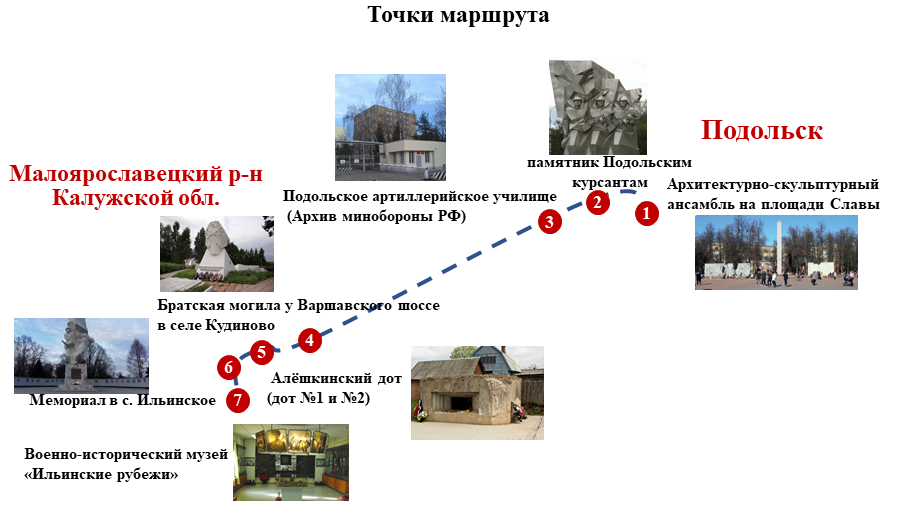 Точки маршрута
Подольск
памятник Подольским
курсантам
Архитектурно-скульптурный
ансамбль на площади Славы
1
2
Подольское артиллерийское училище
(Архив минобороны РФ)
3
Малоярославецкий р-н
Калужской обл.
Братская могила у Варшавского шоссе
в селе Кудиново
4
5
Алёшкинский дот
(дот №1 и №2)
6
Мемориал в с. Ильинское
7
Военно-исторический музей
«Ильинские рубежи»